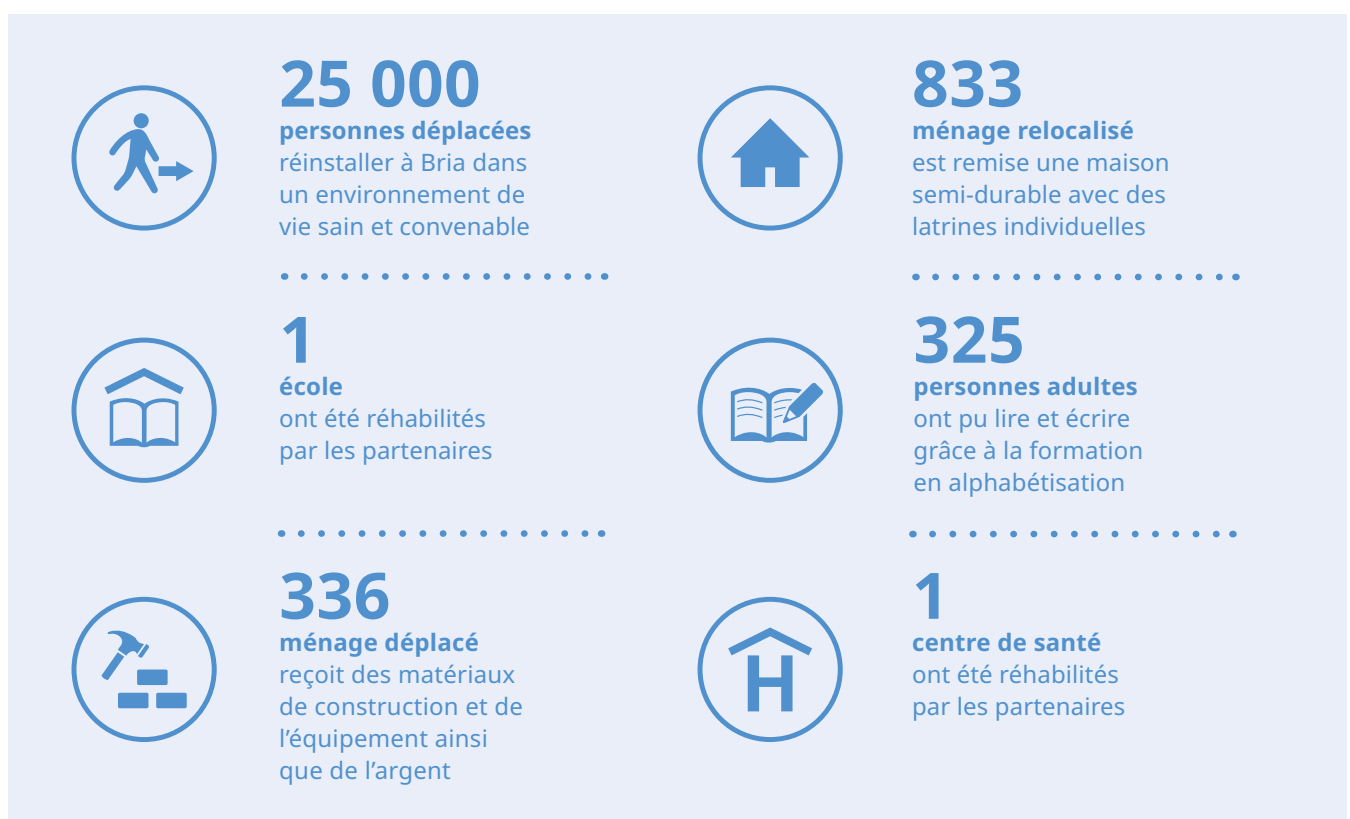 25 000
personnes déplacées
réinstaller à Bria dans
un environnement de
vie sain et convenable
833
ménage relocalisé
est remise une maison
semi-durable avec des
latrines individuelles
1
école
ont été réhabilités
par les partenaires
325
personnes adultes
ont pu lire et écrire
grâce à la formation
en alphabétisation
336
ménage déplacé
reçoit des matériaux
de construction et de
l’équipement ainsi
que de l’argent
H
1
centre de santé
ont été réhabilités
par les partenaires